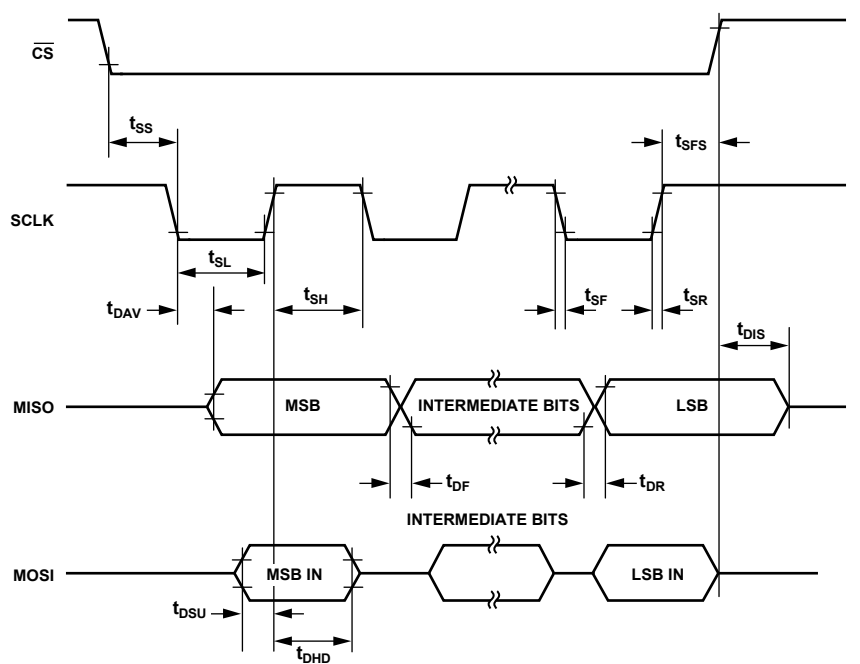 CS
tSS
tSFS
SCLK
tSL
tSH
tSF
tSR
tDAV
tDIS
MISO
MSB
INTERMEDIATE BITS
LSB
tDF
tDR
INTERMEDIATE BITS
MOSI
MSB IN
LSB IN
tDSU
tDHD